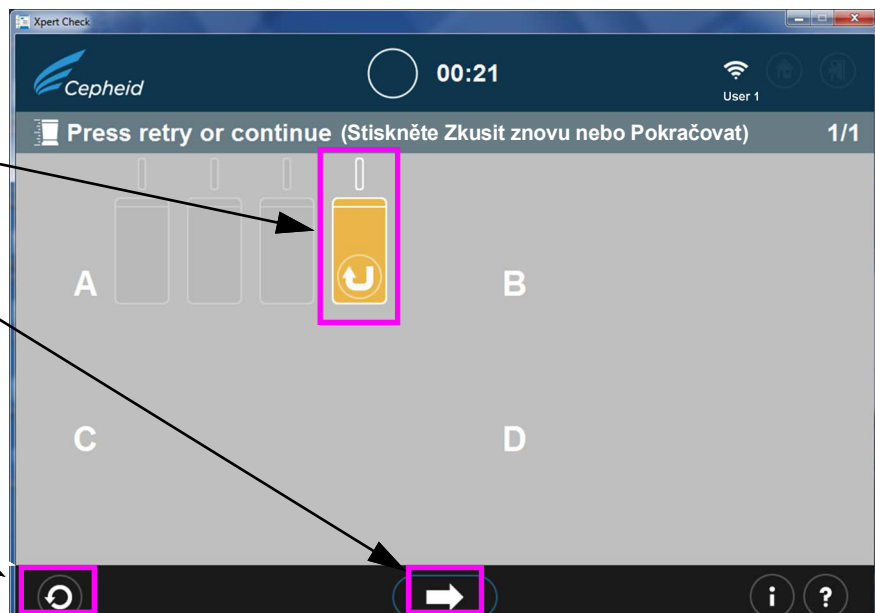 Xpert Check
Cepheid
00:21
User 1
Press retry or continue (Stiskněte Zkusit znovu nebo Pokračovat) 1/1
A
B
C
D
i ?